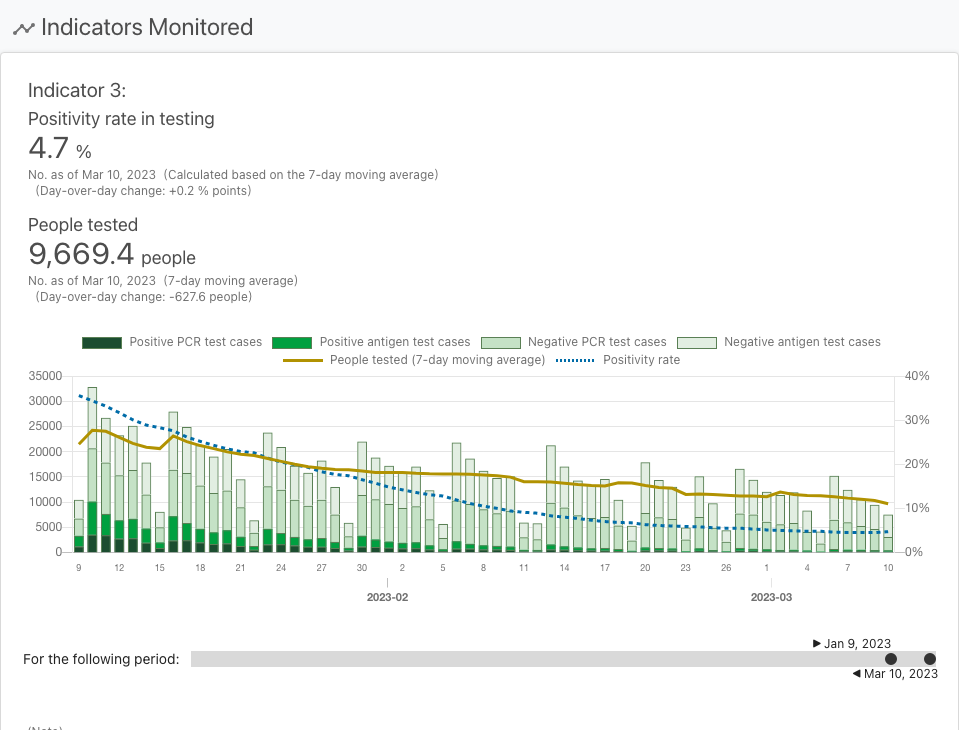 Indicators Monitored
Indicator 3:
Positivity rate in testing
4.7 %
No. as of Mar 10, 2023 (Calculated based on the 7-day moving average)
(Day-over-day change: +0.2 % points)
People tested
9,669.4 people
No. as of Mar 10, 2023 (7-day moving average)
(Day-over-day change: -627.6 people)
Positive PCR test cases Positive antigen test cases Negative PCR test cases Negative antigen test cases
People tested (7-day moving average) Positivity rate
35000 40%
30000
25000 30%
20000
15000 20%
10000 10%
5000
0 0%
9 12 15 18 21 24 27 30 2 5 8 11 14 17 20 23 26 1 4 7 10
2023-02 2023-03
Jan 9, 2023
For the following period:
Mar 10, 2023